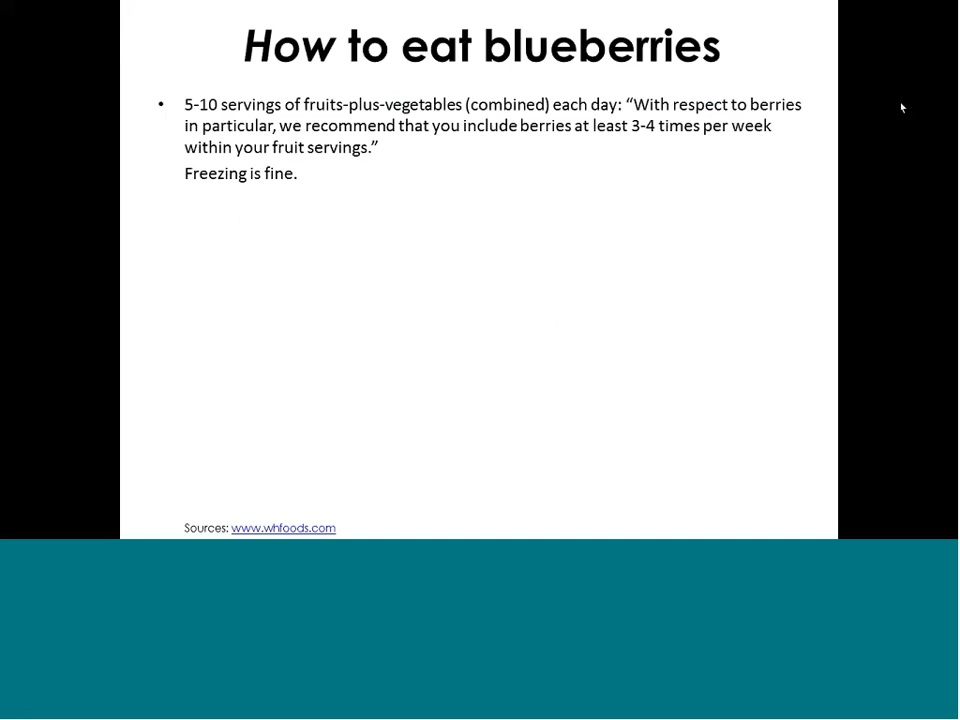 How to eat blueberries
• 5-10 servings of fruits-plus-vegetables (combined) each day: “With respect to berries
in particular, we recommend that you include berries at least 3-4 times per week
within your fruit servings.”
Freezing is fine.
Sources: www.whfoods.com